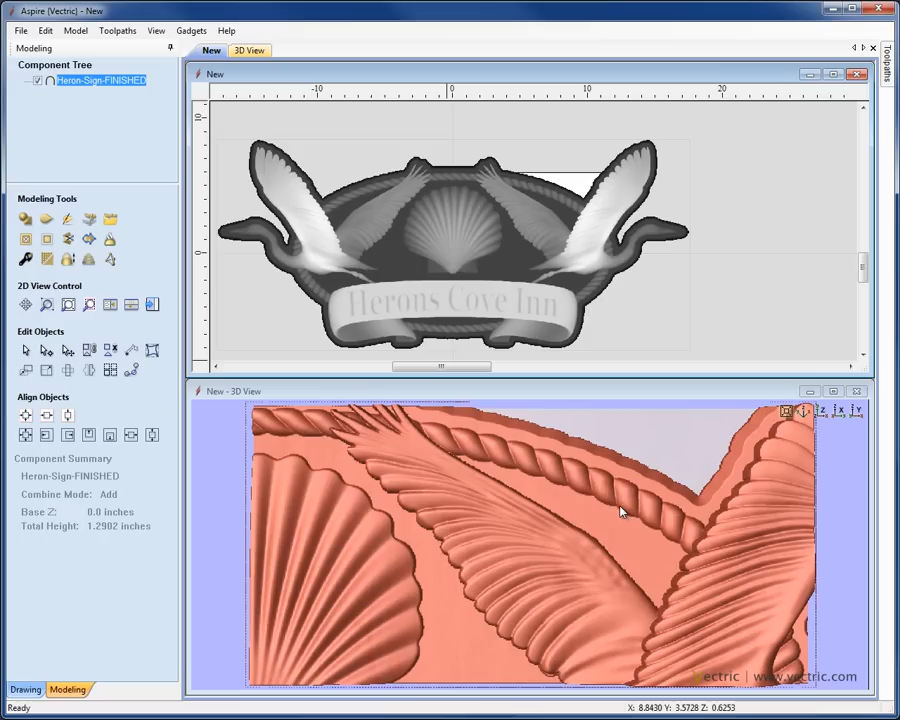 Aspire {Vectric} - New
File Edit Model Toolpaths View Gadgets Help
Modeling
New 3D View
Toolpaths
Component Tree
Heron-Sign-FINISHED
New
-10 0 10 20
10
0
Herons Cove Inn
Modeling Tools
2D View Control
Edit Objects
Align Objects
Component Summary
Heron-Sign-FINISHED
Combine Mode: Add
Base Z: 0.0 inches
Total Height: 1.2902 inches
New - 3D View
Z X Y
Vectric | www.vectric.com
Drawing Modeling
Ready
X: 8.8430 Y: 3.5728 Z: 0.6253